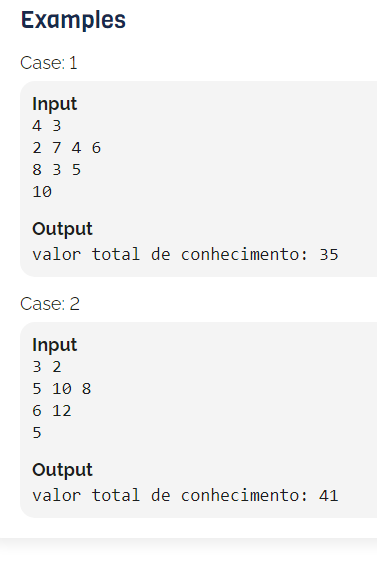 Examples
Case: 1
Input
4 3
2 7 4 6
8 3 5
10
Output
valor total de conhecimento: 35
Case: 2
Input
3 2
5 10 8
6 12
5
Output
valor total de conhecimento: 41